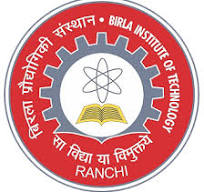 बिरला प्रौद्योगिकी संस्थान • BIRLA INSTITUTE OF TECHNOLOGY
सा विद्या या विमुक्तये
RANCHI